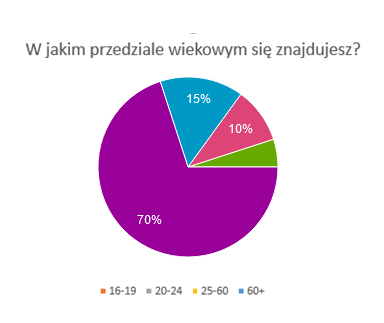 W jakim przedziale wiekowym się znajdujesz?
15%
10%
70%
16-19 20-24 25-60 60+